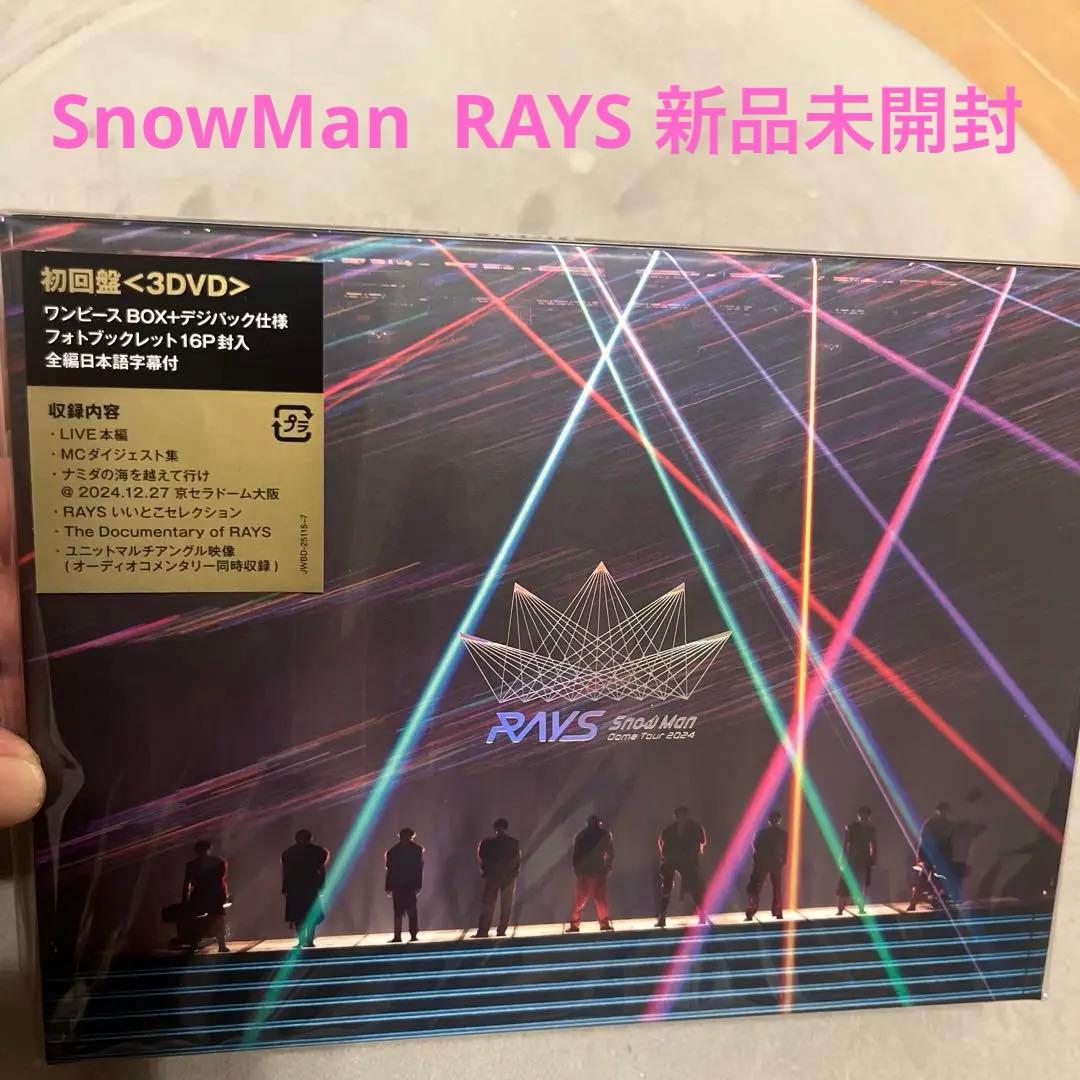 SnowMan RAYS 新品未開封
初回盤<3DVD>
ワンピースBOX+デジパック仕様
フォトブックレット16P封入
全編日本語字幕付
収録内容
プラ
・LIVE本編
・MCダイジェスト集
・ナミダの海を越えて行け
@ 2024.12.27 京セラドーム大阪
・RAYS いいとこセレクション
・The Documentary of RAYS
・ユニットマルチアングル映像
(オーディオコメンタリー同時収録)
JWBD-25115~7
RAYS Snow Man
Dome Tour 2024